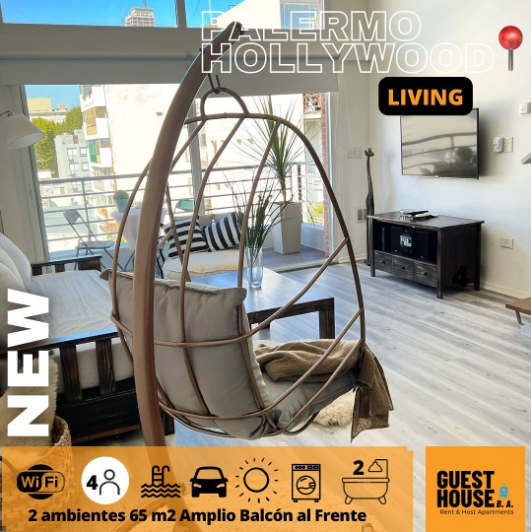 PALERMO
HOLLYWOOD
LIVING
NEW
WiFi
4
2
2 ambientes 65 m2 Amplio Balcón al Frente
GUEST
HOUSE B. A.
Rent & Host Apartments